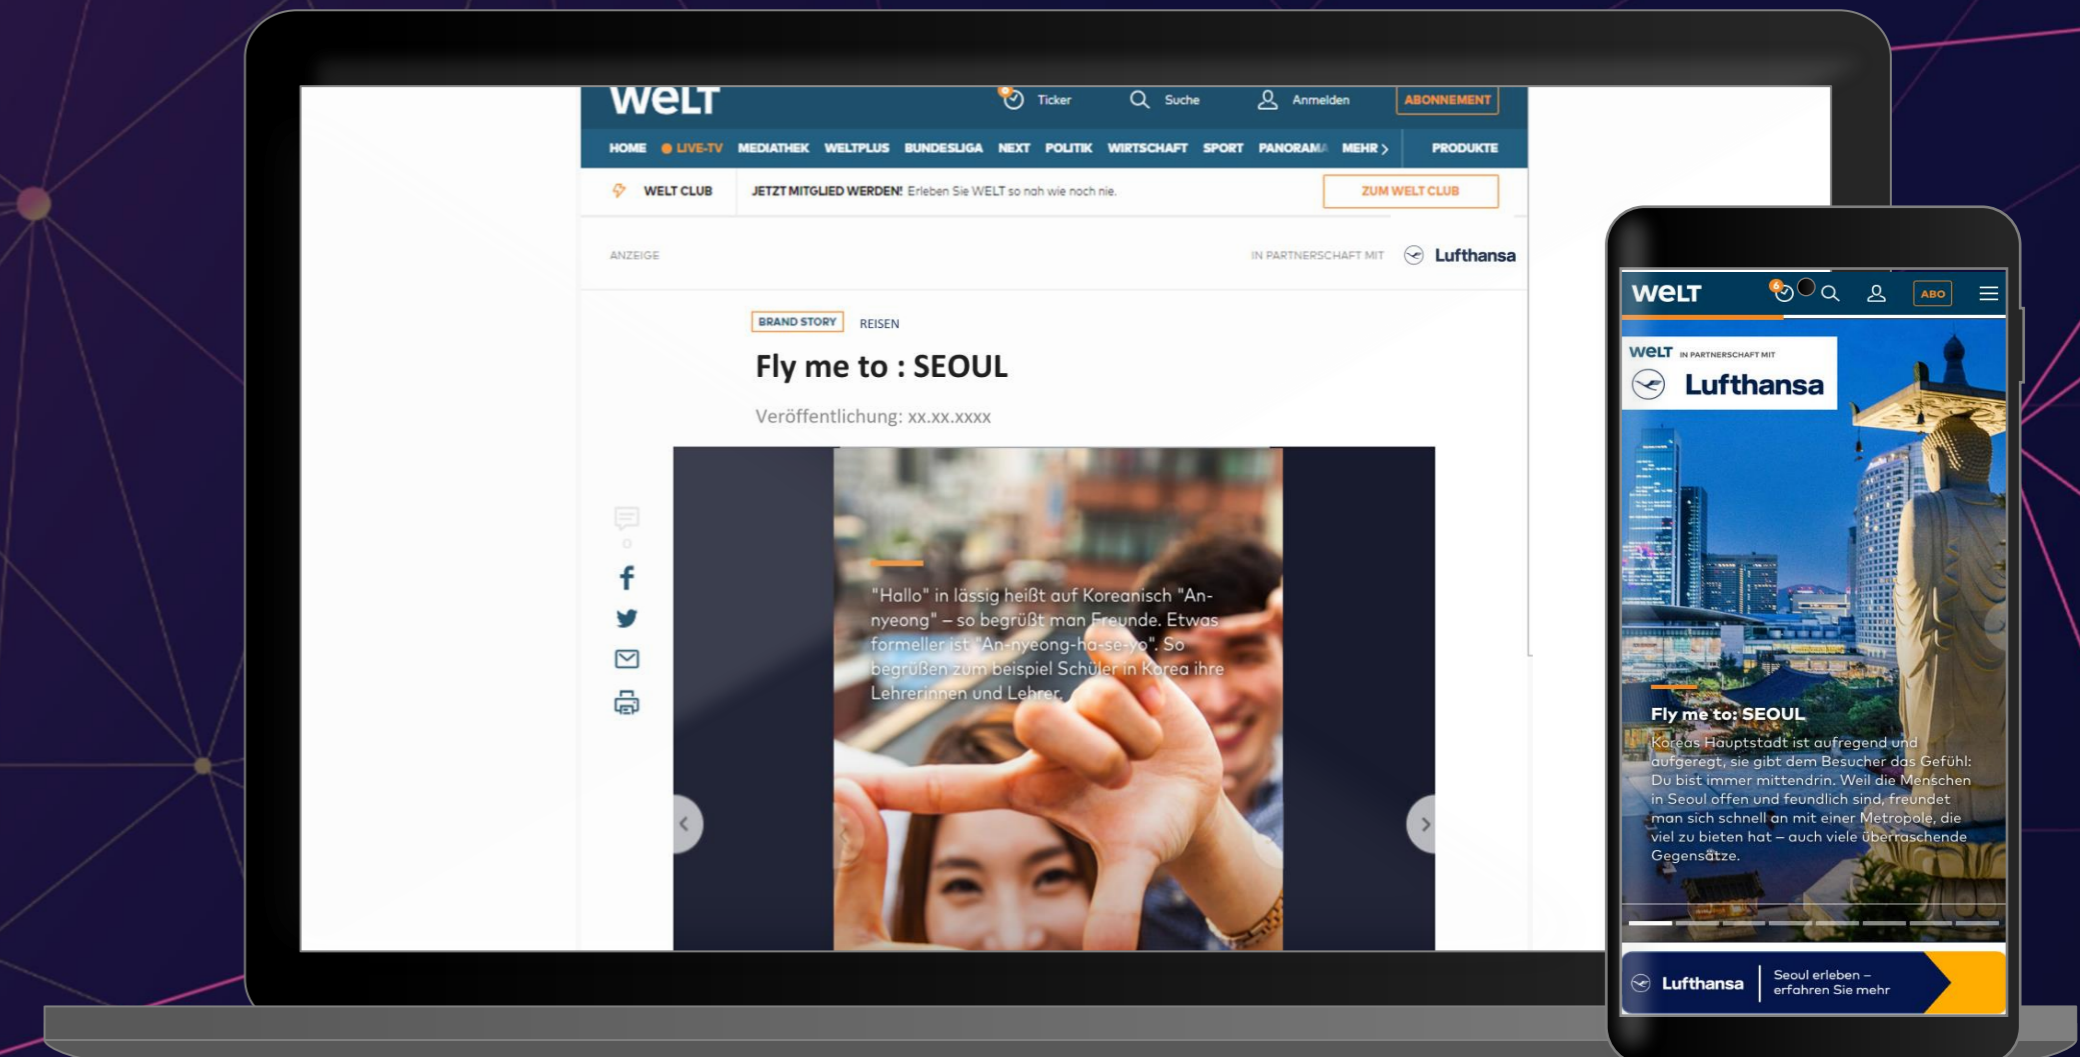 WELT
6 Ticker Suche Anmelden ABONNEMENT
HOME LIVE-TV MEDIATHEK WELTPLUS BUNDESLIGA NEXT POLITIK WIRTSCHAFT SPORT PANORAMA MEHR > PRODUKTE
WELT CLUB JETZT MITGLIED WERDEN! Erleben Sie WELT so nah wie noch nie. ZUM WELT CLUB
ANZEIGE IN PARTNERSCHAFT MIT Lufthansa
BRAND STORY REISEN
Fly me to : SEOUL
Veröffentlichung: xx.xx.xxxx
0
"Hallo" in lässig heißt auf Koreanisch "An-
nyeong" – so begrüßt man Freunde. Etwas
formeller ist "An-nyeong-ha-se-yo". So
begrüßen zum beispiel Schüler in Korea ihre
Lehrerinnen und Lehrer.
WELT 6 ABO
WELT IN PARTNERSCHAFT MIT
Lufthansa
Fly me to: SEOUL
Koreas Hauptstadt ist aufregend und
aufgeregt, sie gibt dem Besucher das Gefühl:
Du bist immer mittendrin. Weil die Menschen
in Seoul offen und feundlich sind, freundet
man sich schnell an mit einer Metropole, die
viel zu bieten hat – auch viele überraschende
Gegensätze.
Lufthansa
Seoul erleben –
erfahren Sie mehr